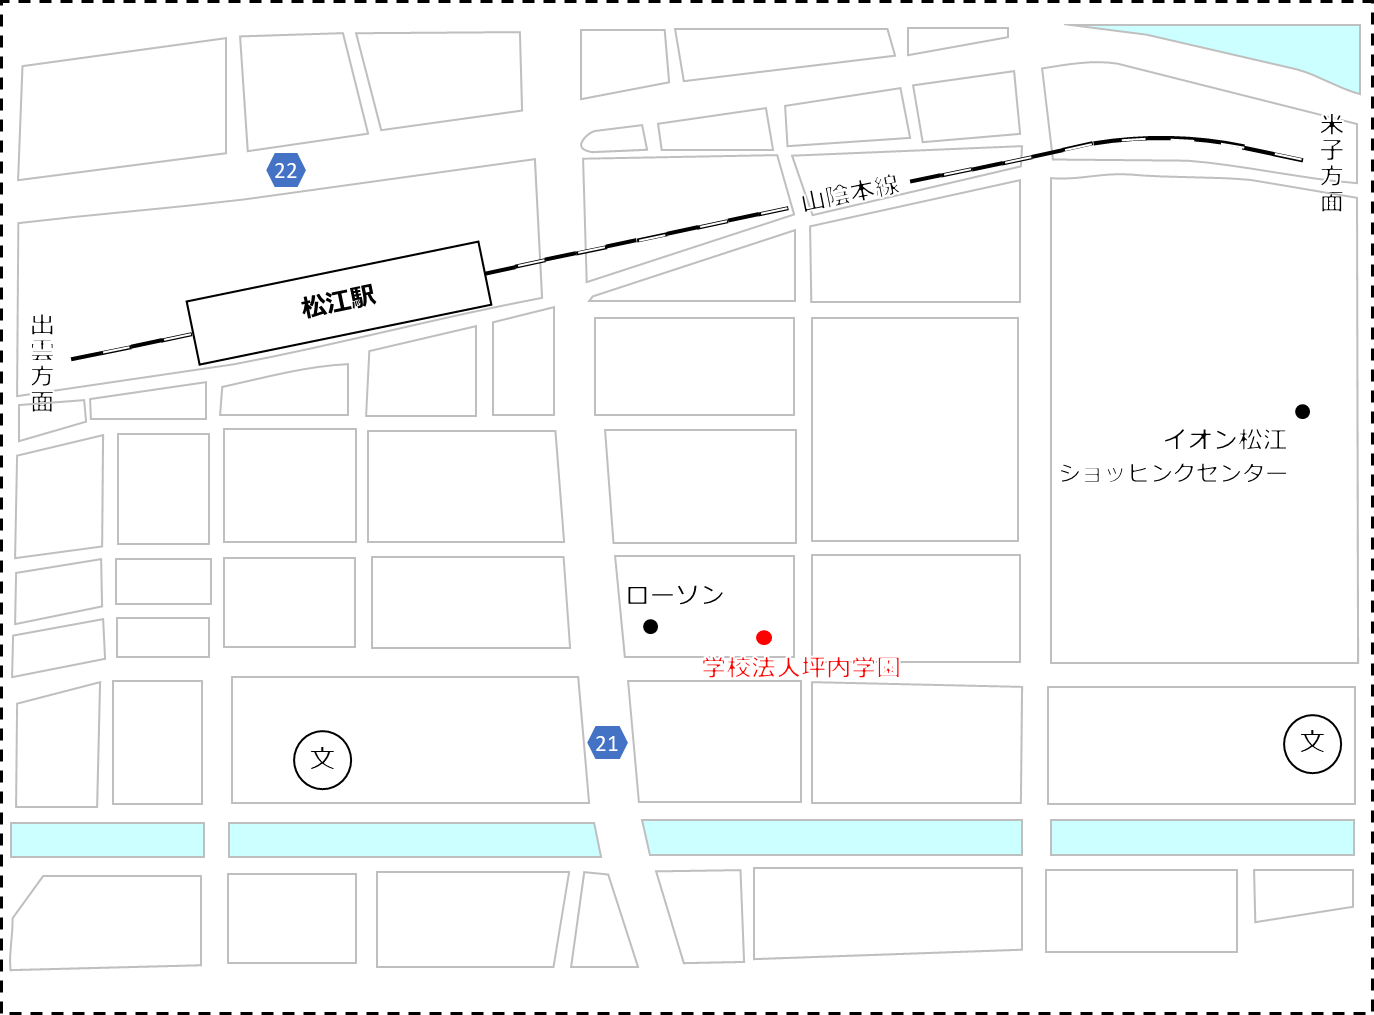 米子方面
22
山陰本線
松江駅
出雲方面
イオン松江
ショッピングセンター
ローソン
学校法人坪内学園
21
文
文